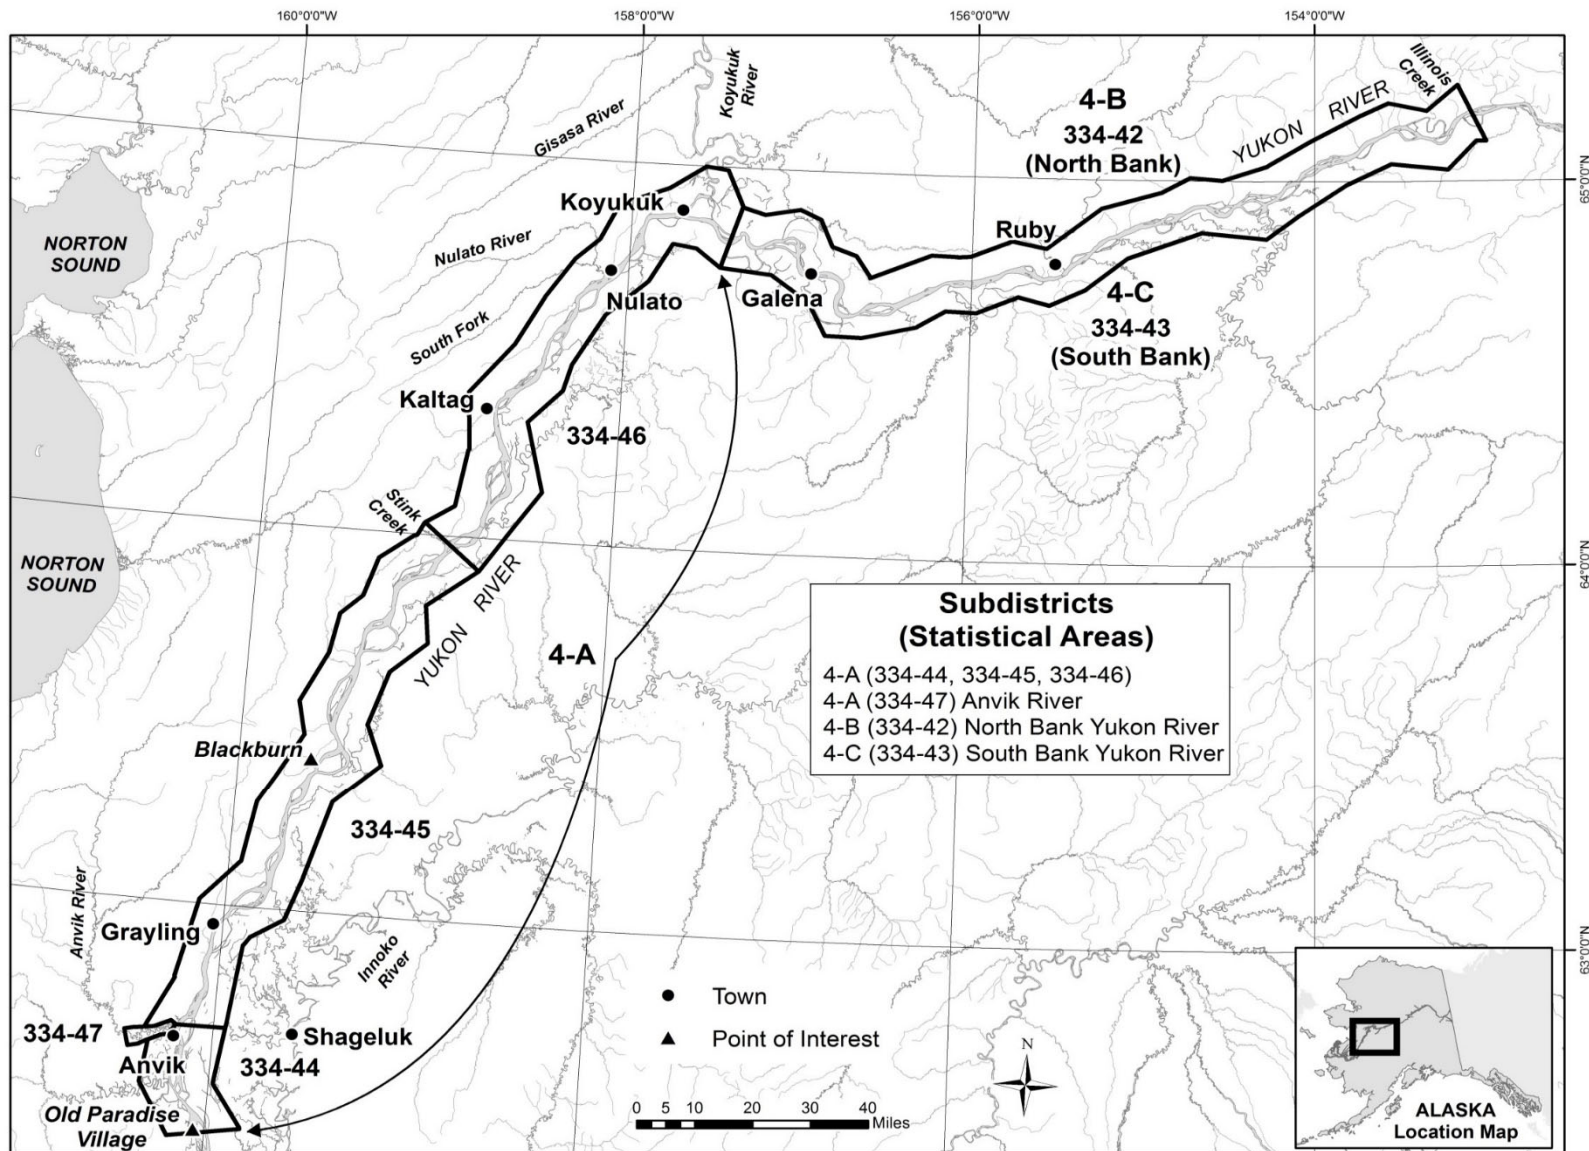 160°0'0"W
158°0'0"W
156°0'0"W
154°0'0"W
Koyukuk
River
Illinois
Creek
4-B
334-42
(North Bank)
YUKON RIVER
Gisasa River
65°0'0"N
Koyukuk
NORTON
SOUND
Nulato River
Ruby
Nulato
Galena
4-C
334-43
(South Bank)
South Fork
Kaltag
334-46
Stink
Creek
NORTON
SOUND
YUKON RIVER
64°0'0"N
Subdistricts
(Statistical Areas)
4-A (334-44, 334-45, 334-46)
4-A (334-47) Anvik River
4-B (334-42) North Bank Yukon River
4-C (334-43) South Bank Yukon River
4-A
Blackburn
334-45
Anvik River
Grayling
Innoko
River
63°0'0"N
Town
Point of Interest
334-47
Shageluk
Anvik
334-44
Old Paradise
Village
N
0 5 10 20 30 40
Miles
ALASKA
Location Map